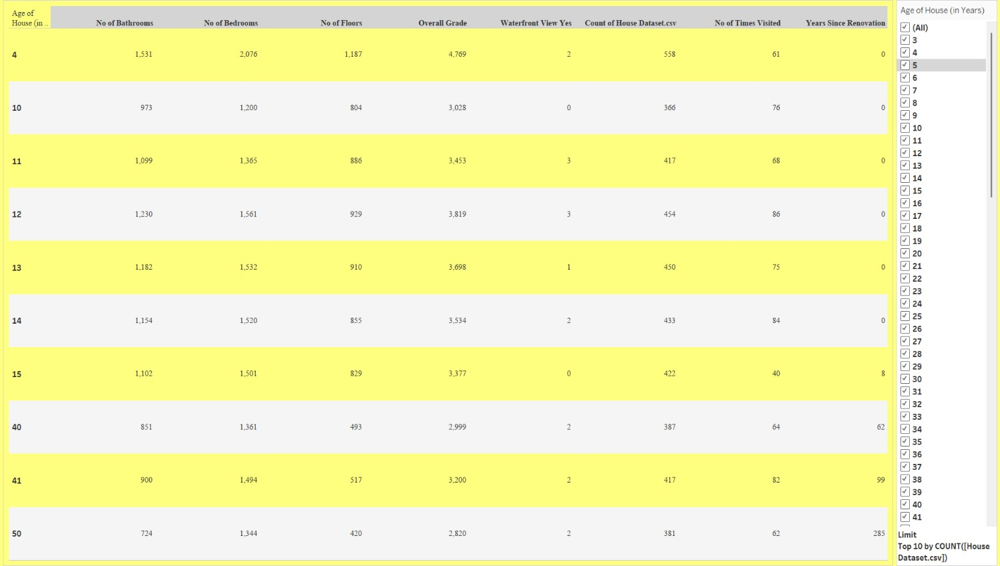 Age of
House (in ..
No of Bathrooms No of Bedrooms No of Floors Overall Grade Waterfront View Yes Count of House Dataset.csv No of Times Visited Years Since Renovation
4 1,531 2,076 1,187 4,769 2 558 61 0
10 973 1,200 804 3,028 0 366 76 0
11 1,099 1,365 886 3,453 3 417 68 0
12 1,230 1,561 929 3,819 3 454 86 0
13 1,182 1,532 910 3,698 1 450 75 0
14 1,154 1,520 855 3,534 2 433 84 0
15 1,102 1,501 829 3,377 0 422 40 8
40 851 1,361 493 2,999 2 387 64 62
41 900 1,494 517 3,200 2 417 82 99
50 724 1,344 420 2,820 2 381 62 285
Age of House (in Years)
(All)
3
4
5
6
7
8
9
10
11
12
13
14
15
16
17
18
19
20
21
22
23
24
25
26
27
28
29
30
31
32
33
34
35
36
37
38
39
40
41
Limit
Top 10 by COUNT([House
Dataset.csv])